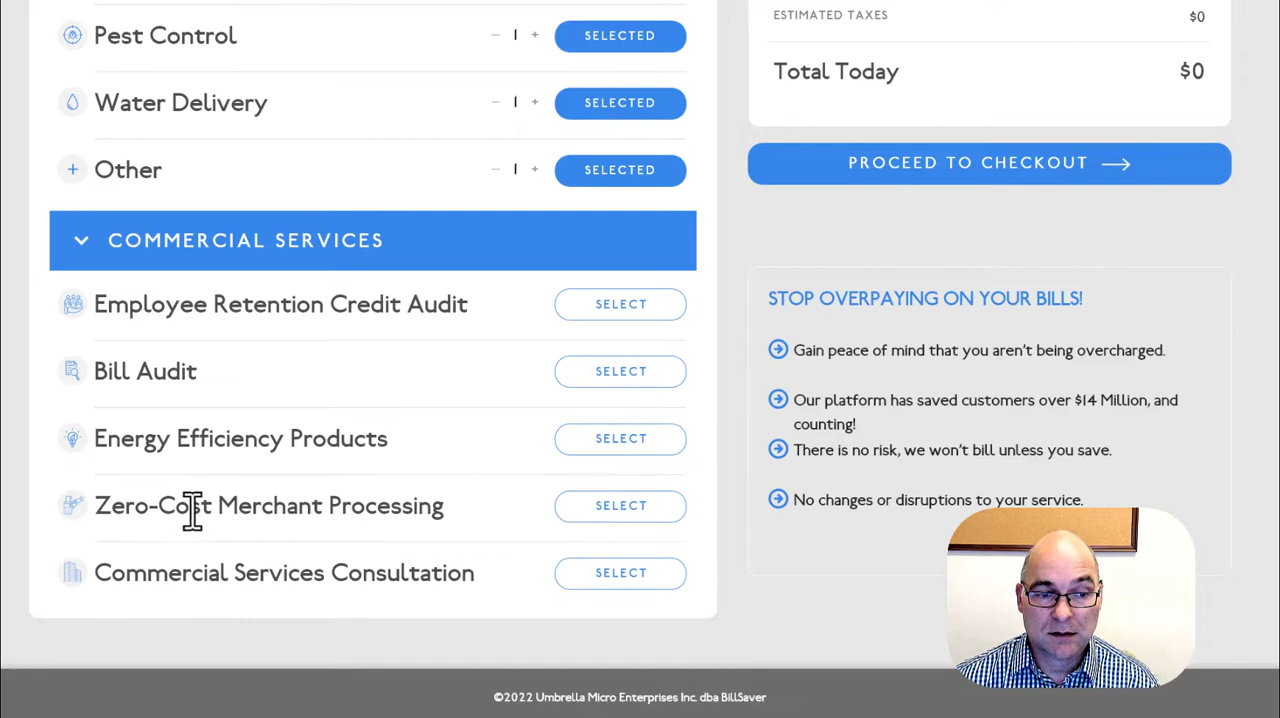 Pest Control
− 1 +
SELECTED
Water Delivery
− 1 +
SELECTED
Other
− 1 +
SELECTED
COMMERCIAL SERVICES
Employee Retention Credit Audit
SELECT
Bill Audit
SELECT
Energy Efficiency Products
SELECT
Zero-Cost Merchant Processing
SELECT
Commercial Services Consultation
SELECT
ESTIMATED TAXES
$0
Total Today
$0
PROCEED TO CHECKOUT
STOP OVERPAYING ON YOUR BILLS!
Gain peace of mind that you aren't being overcharged.
Our platform has saved customers over $14 Million, and
counting!
There is no risk, we won't bill unless you save.
No changes or disruptions to your service.
©2022 Umbrella Micro Enterprises Inc. dba BillSaver